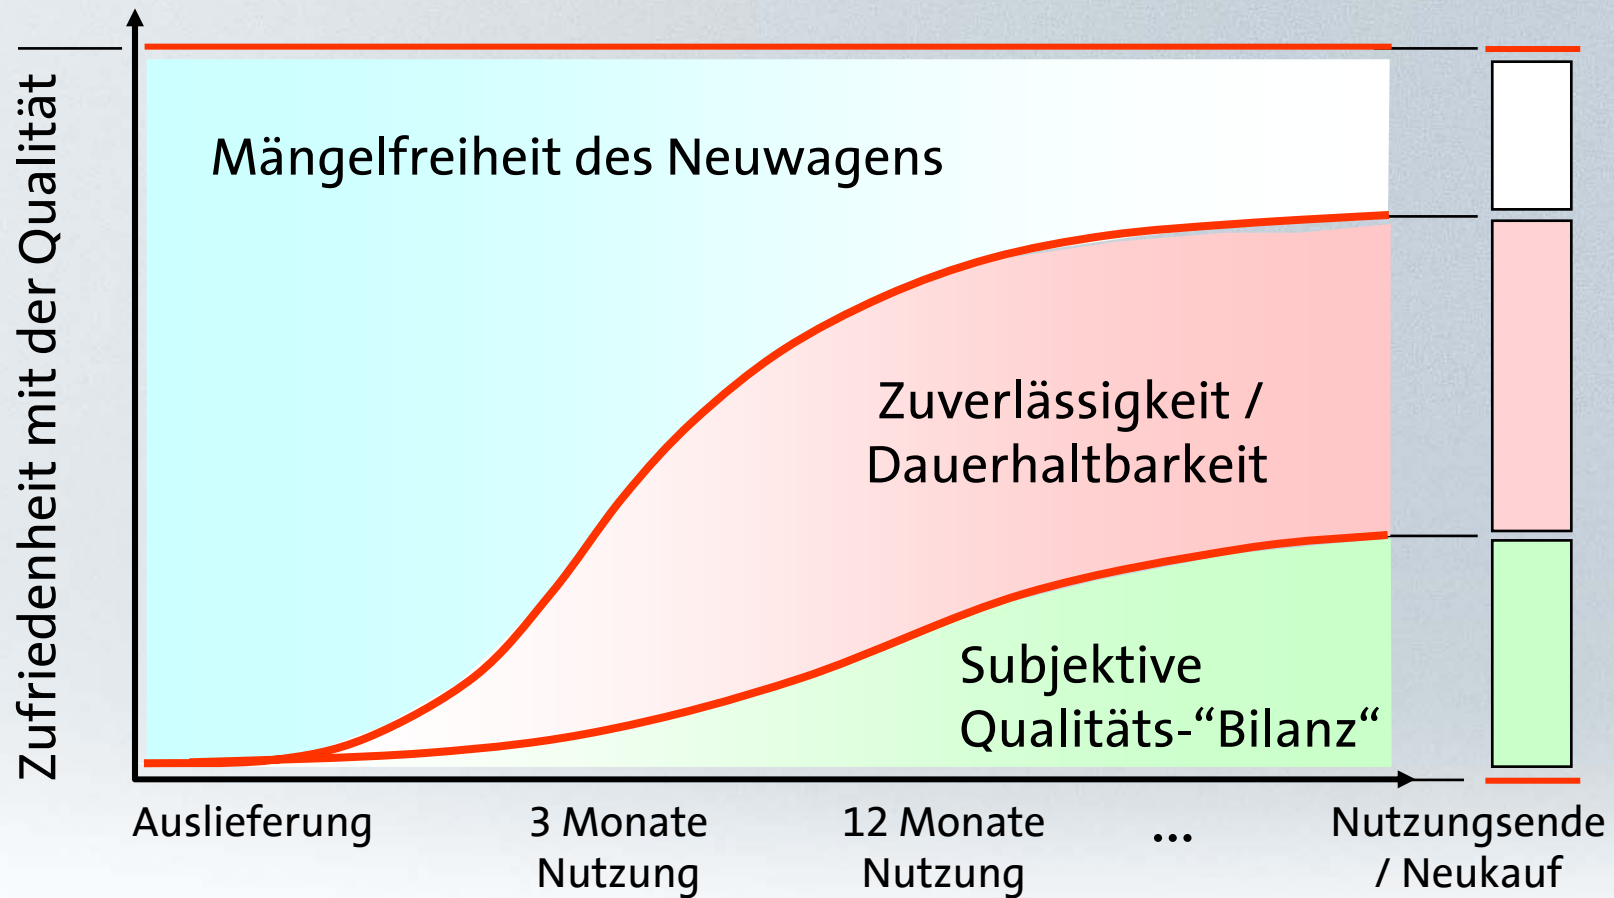 Zufriedenheit mit der Qualität
Mängelfreiheit des Neuwagens
Zuverlässigkeit /
Dauerhaltbarkeit
Subjektive
Qualitäts-“Bilanz“
Auslieferung
3 Monate
Nutzung
12 Monate
Nutzung
...
Nutzungsende
/ Neukauf